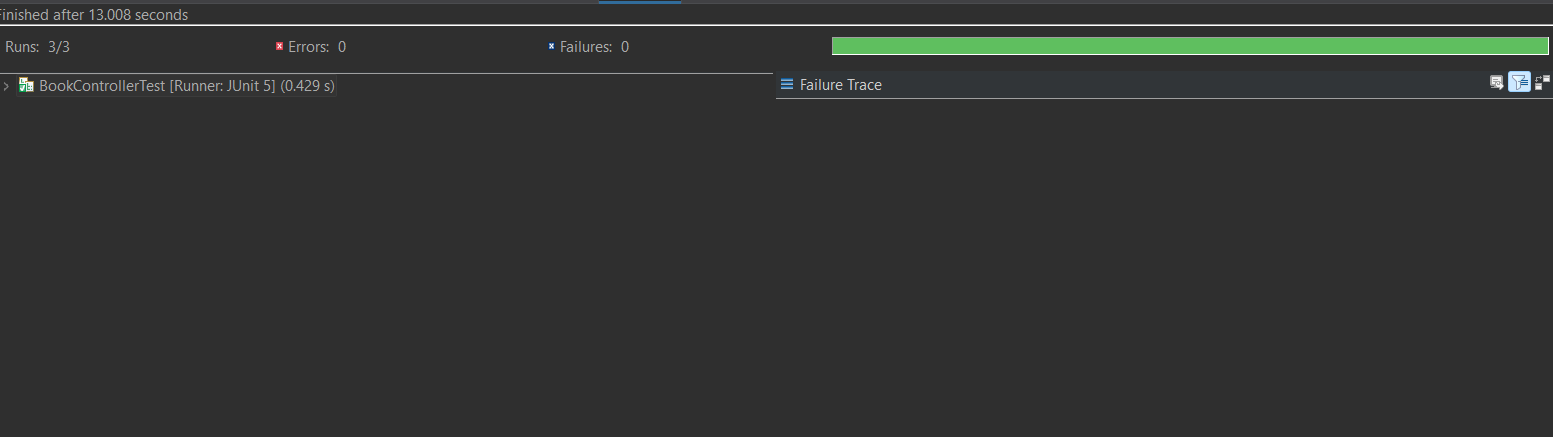 Finished after 13.008 seconds
Runs: 3/3 Errors: 0 Failures: 0
BookControllerTest [Runner: JUnit 5] (0.429 s)
Failure Trace